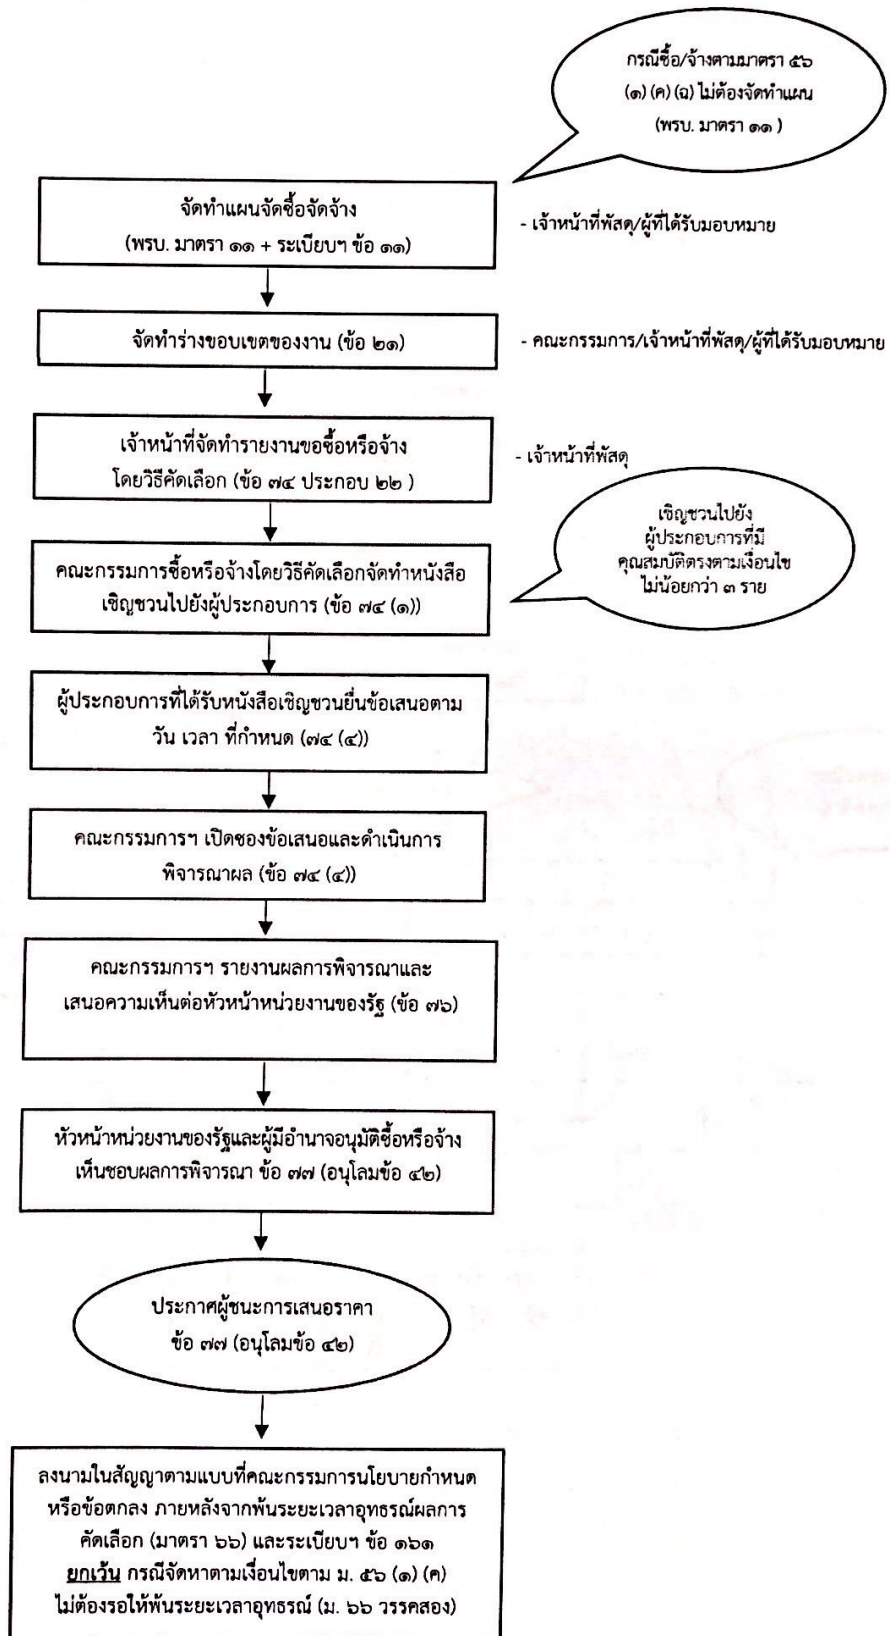 กรณีซื้อ/จ้างตามมาตรา ๕๖
(๑) (ค) (ฉ) ไม่ต้องจัดทำแผน
(พรบ. มาตรา ๑๑ )
จัดทำแผนจัดซื้อจัดจ้าง
(พรบ. มาตรา ๑๑ + ระเบียบฯ ข้อ ๑๑)
- เจ้าหน้าที่พัสดุ/ผู้ที่ได้รับมอบหมาย
จัดทำร่างขอบเขตของงาน (ข้อ ๒๑)
- คณะกรรมการ/เจ้าหน้าที่พัสดุ/ผู้ที่ได้รับมอบหมาย
เจ้าหน้าที่จัดทำรายงานขอซื้อหรือจ้าง
โดยวิธีคัดเลือก (ข้อ ๗๔ ประกอบ ๒๒ )
- เจ้าหน้าที่พัสดุ
เชิญชวนไปยัง
ผู้ประกอบการที่มี
คุณสมบัติตรงตามเงื่อนไข
ไม่น้อยกว่า ๓ ราย
คณะกรรมการซื้อหรือจ้างโดยวิธีคัดเลือกจัดทำหนังสือ
เชิญชวนไปยังผู้ประกอบการ (ข้อ ๗๔ (๑))
ผู้ประกอบการที่ได้รับหนังสือเชิญชวนยื่นข้อเสนอตาม
วัน เวลา ที่กำหนด (๗๔ (๔))
คณะกรรมการฯ เปิดซองข้อเสนอและดำเนินการ
พิจารณาผล (ข้อ ๗๔ (๔))
คณะกรรมการฯ รายงานผลการพิจารณาและ
เสนอความเห็นต่อหัวหน้าหน่วยงานของรัฐ (ข้อ ๗๖)
หัวหน้าหน่วยงานของรัฐและผู้มีอำนาจอนุมัติซื้อหรือจ้าง
เห็นชอบผลการพิจารณา ข้อ ๗๗ (อนุโลมข้อ ๔๒)
ประกาศผู้ชนะการเสนอราคา
ข้อ ๗๗ (อนุโลมข้อ ๔๒)
ลงนามในสัญญาตามแบบที่คณะกรรมการนโยบายกำหนด
หรือข้อตกลง ภายหลังจากพ้นระยะเวลาอุทธรณ์ผลการ
คัดเลือก (มาตรา ๖๖) และระเบียบฯ ข้อ ๑๖๑
ยกเว้น กรณีจัดหาตามเงื่อนไขตาม ม. ๕๖ (๑) (ค)
ไม่ต้องรอให้พ้นระยะเวลาอุทธรณ์ (ม. ๖๖ วรรคสอง)